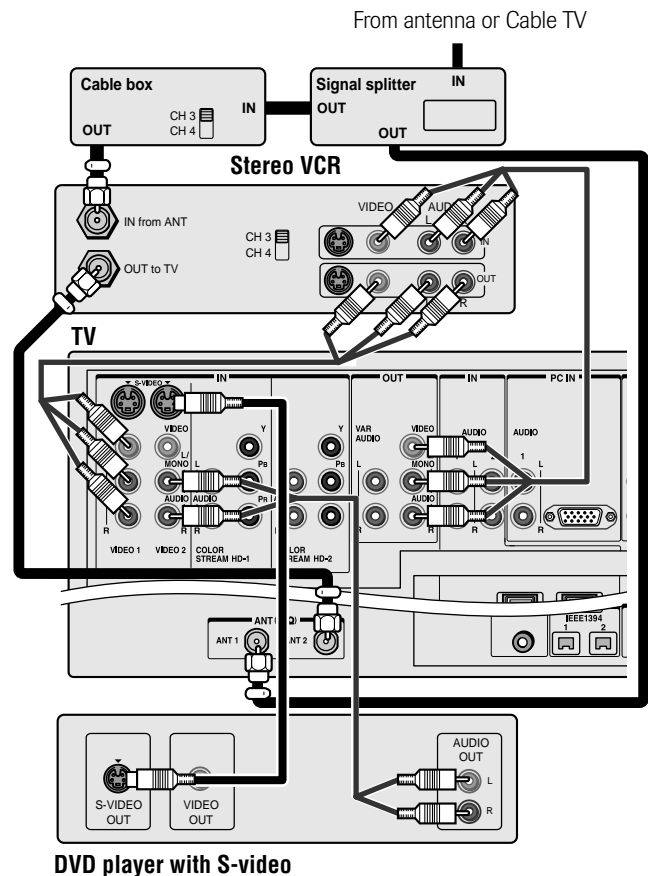 From antenna or Cable TV
Cable box
IN
CH 3
CH 4
OUT
Signal splitter
IN
OUT
OUT
Stereo VCR
IN from ANT
OUT to TV
CH 3
CH 4
VIDEO
L
IN
OUT
R
TV
IN
OUT
IN
PC IN
S-VIDEO
VIDEO
L/
MONO
AUDIO
R
R
VIDEO 1
VIDEO 2
Y
PB
PR
L
AUDIO
R
COLOR
STREAM HD-1
Y
PB
VAR
AUDIO
L
R
VIDEO
MONO
AUDIO
R
AUDIO
L
R
AUDIO
1
L
R
ANT
ANT 1
IEEE1394
1
2
S-VIDEO
OUT
VIDEO
OUT
AUDIO
OUT
L
R
DVD player with S-video